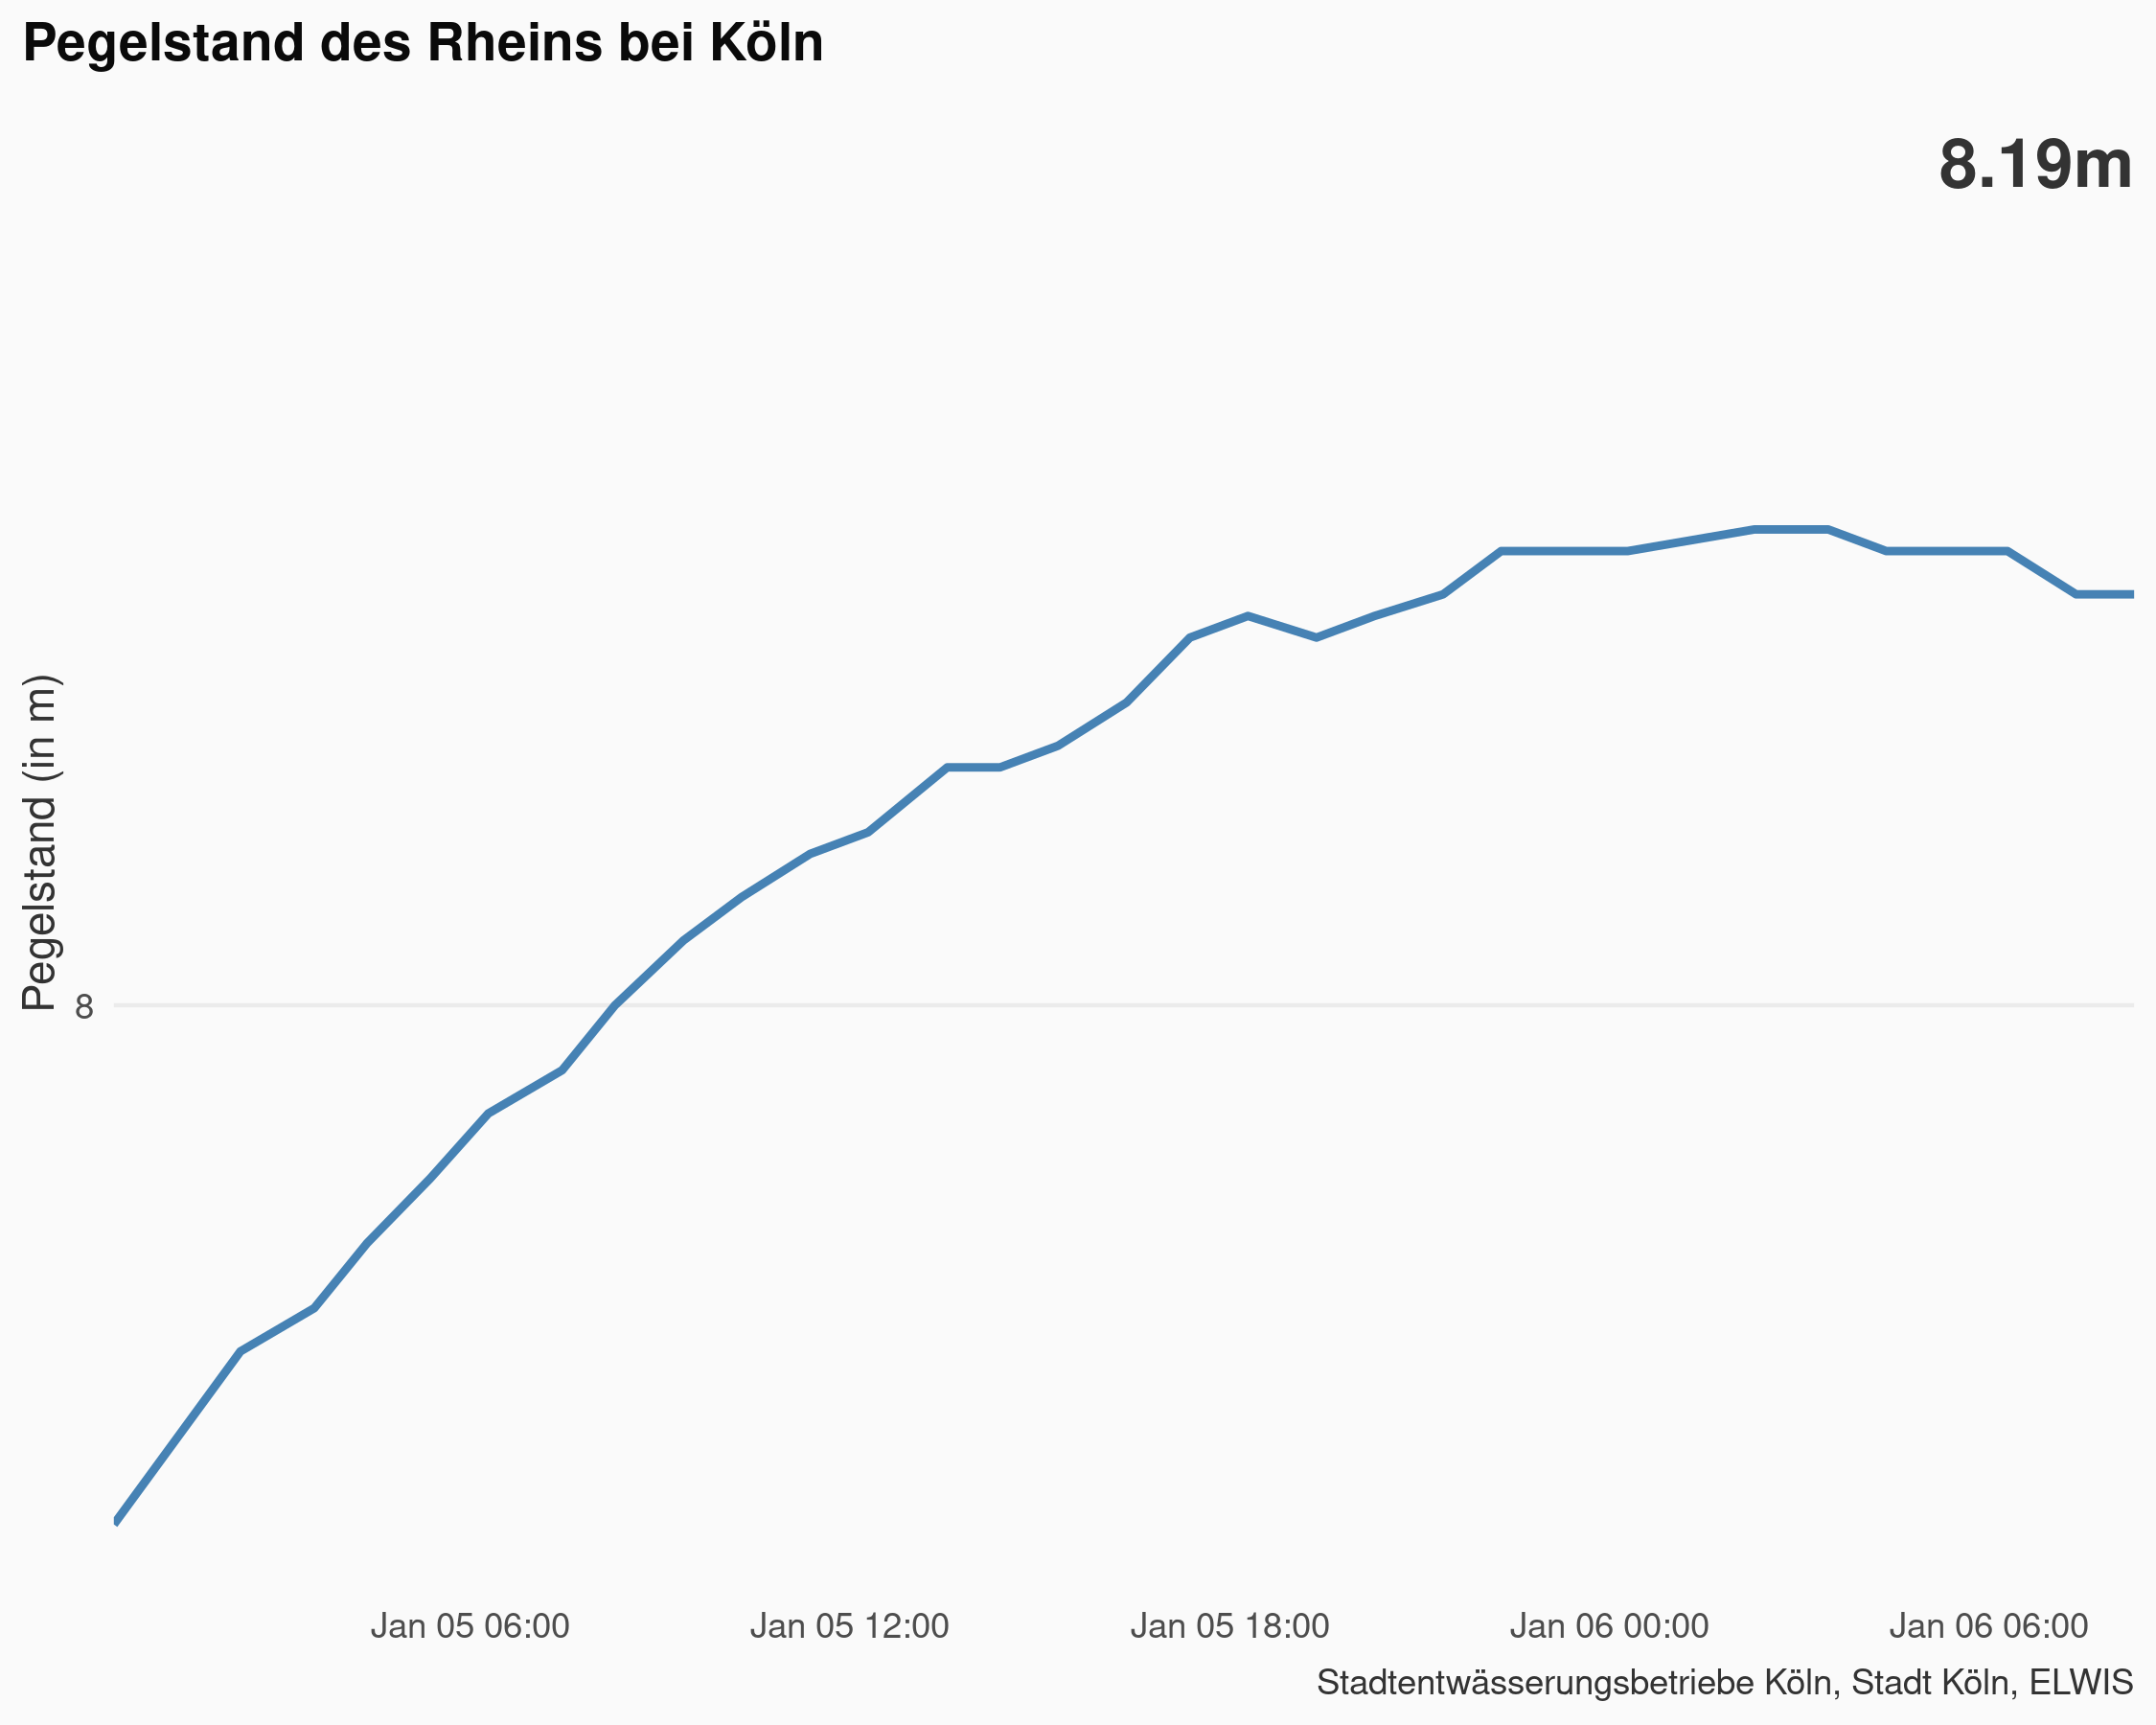 Pegelstand des Rheins bei Köln
8.19m
Pegelstand (in m)
8
Jan 05 06:00 Jan 05 12:00 Jan 05 18:00 Jan 06 00:00 Jan 06 06:00
Stadtentwässerungsbetriebe Köln, Stadt Köln, ELWIS